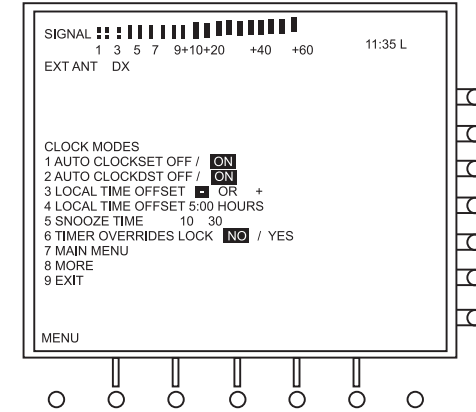 SIGNAL
1 3 5 7 9+10+20 +40 +60
11:35 L
EXT ANT DX
CLOCK MODES
1 AUTO CLOCKSET OFF / ON
2 AUTO CLOCKDST OFF / ON
3 LOCAL TIME OFFSET - OR +
4 LOCAL TIME OFFSET 5:00 HOURS
5 SNOOZE TIME 10 30
6 TIMER OVERRIDES LOCK NO / YES
7 MAIN MENU
8 MORE
9 EXIT
MENU